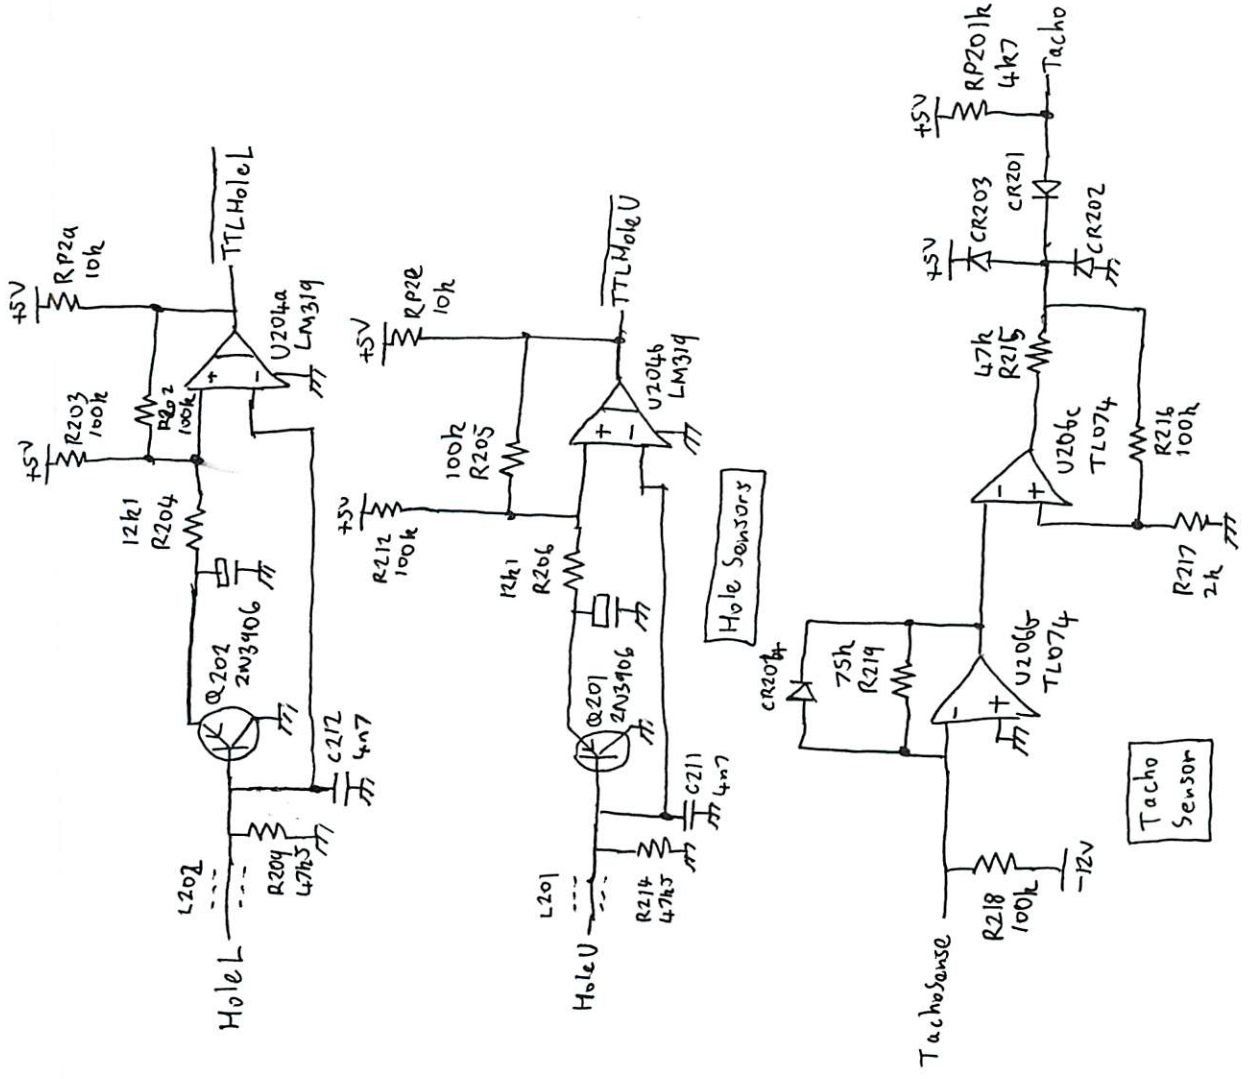 +5V
RP2a
10k
+5V
R203
100k
R202
100k
TTLHoleL
U204a
LM319
+
-
12k1
R204
Q202
2N3906
C212
4n7
R209
47k5
L202
HoleL
+5V
RP2e
10k
+5V
R212
100k
100k
R205
TTLHoleU
U204b
LM319
+
-
12k1
R206
Q201
2N3906
C211
4n7
R214
47k5
L201
HoleU
Hole Sensors
+5V
RP201k
4k7
Tacho
+5V
CR203
CR201
CR202
47k
R215
U206c
TL074
-
+
R216
100k
R217
2k
75k
R219
U206b
TL074
-
+
R218
100k
-12V
TachoSense
Tacho
Sensor